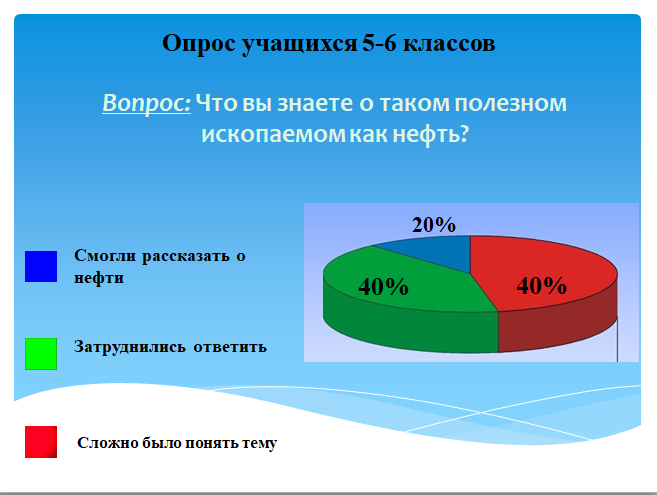 Опрос учащихся 5-6 классов
Вопрос: Что вы знаете о таком полезном
ископаемом как нефть?
Смогли рассказать о
нефти
Затруднились ответить
Сложно было понять тему
20%
40%
40%